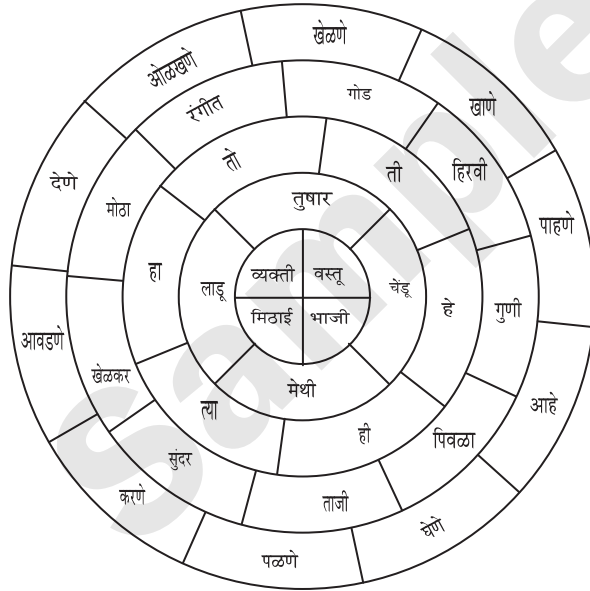 खेळणे
ओळखणे
खाणे
रंगीत
गोड
हिरवी
देणे
मोठा
तो
ती
पाहणे
तुषार
व्यक्ती
वस्तू
मिठाई
भाजी
लाडू
चेंडू
मेथी
हा
हे
गुणी
आवडणे
खेळकर
त्या
ही
पिवळा
आहे
सुंदर
ताजी
करणे
पळणे
घेणे
Sample